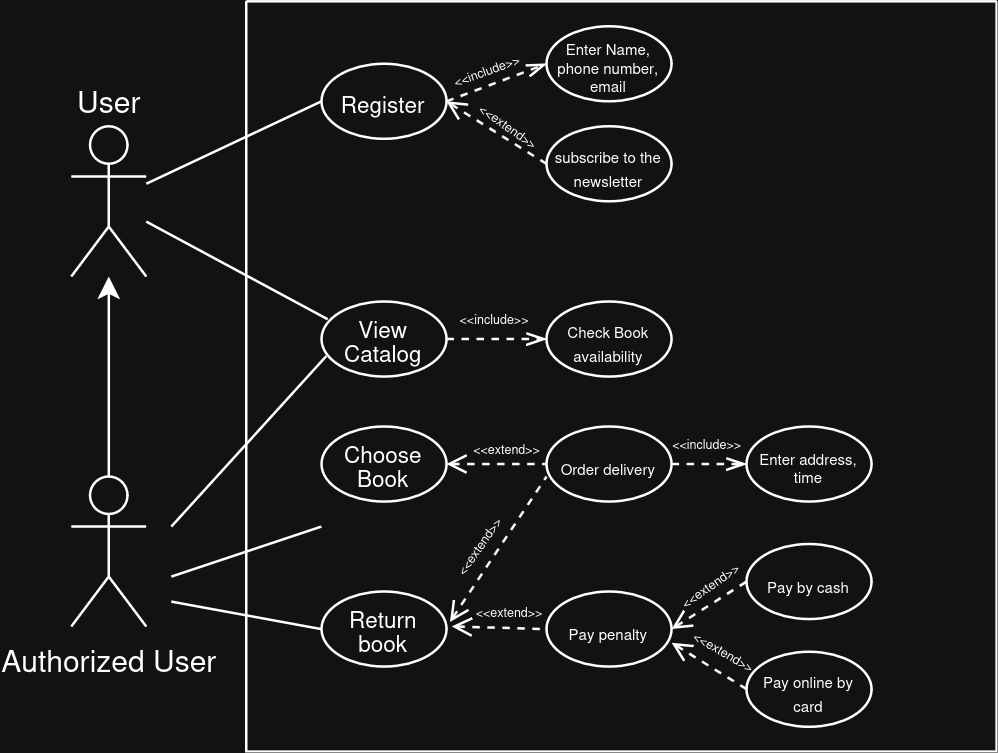 User
Register
<<include>>
Enter Name,
phone number,
email
<<extend>>
subscribe to the
newsletter
View
Catalog
<<include>>
Check Book
availability
Choose
Book
<<extend>>
Order delivery
<<include>>
Enter address,
time
<<extend>>
Return
book
<<extend>>
Pay penalty
<<extend>>
Pay by cash
<<extend>>
Pay online by
card
Authorized User